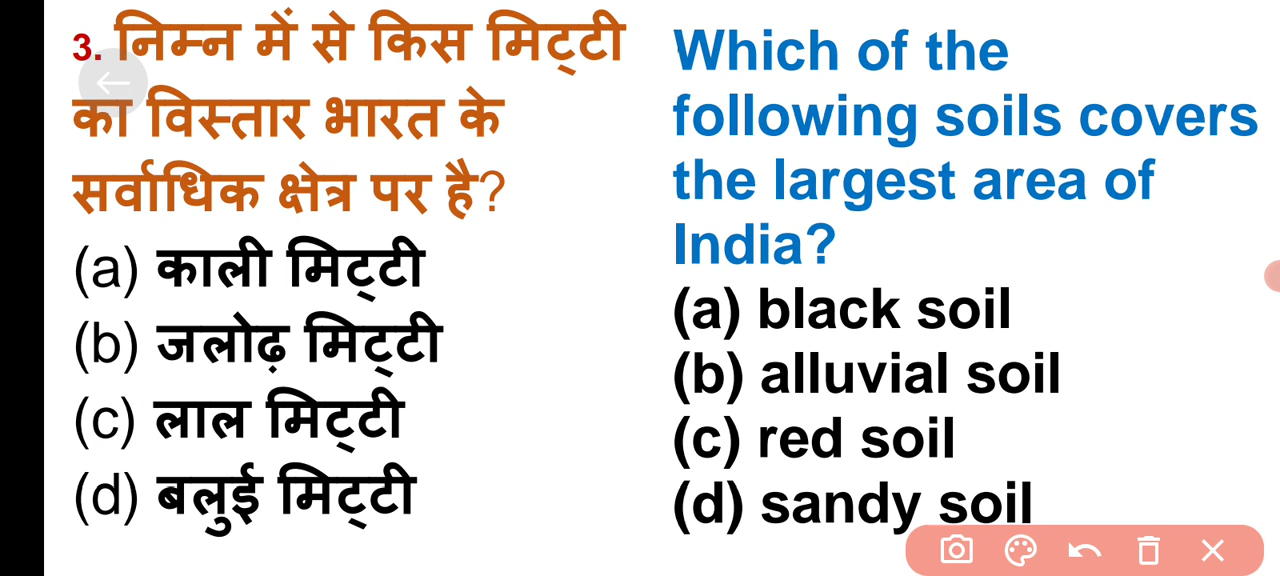 3. निम्न में से किस मिट्टी
का विस्तार भारत के
सर्वाधिक क्षेत्र पर है?
(a) काली मिट्टी
(b) जलोढ़ मिट्टी
(c) लाल मिट्टी
(d) बलुई मिट्टी
Which of the
following soils covers
the largest area of
India?
(a) black soil
(b) alluvial soil
(c) red soil
(d) sandy soil